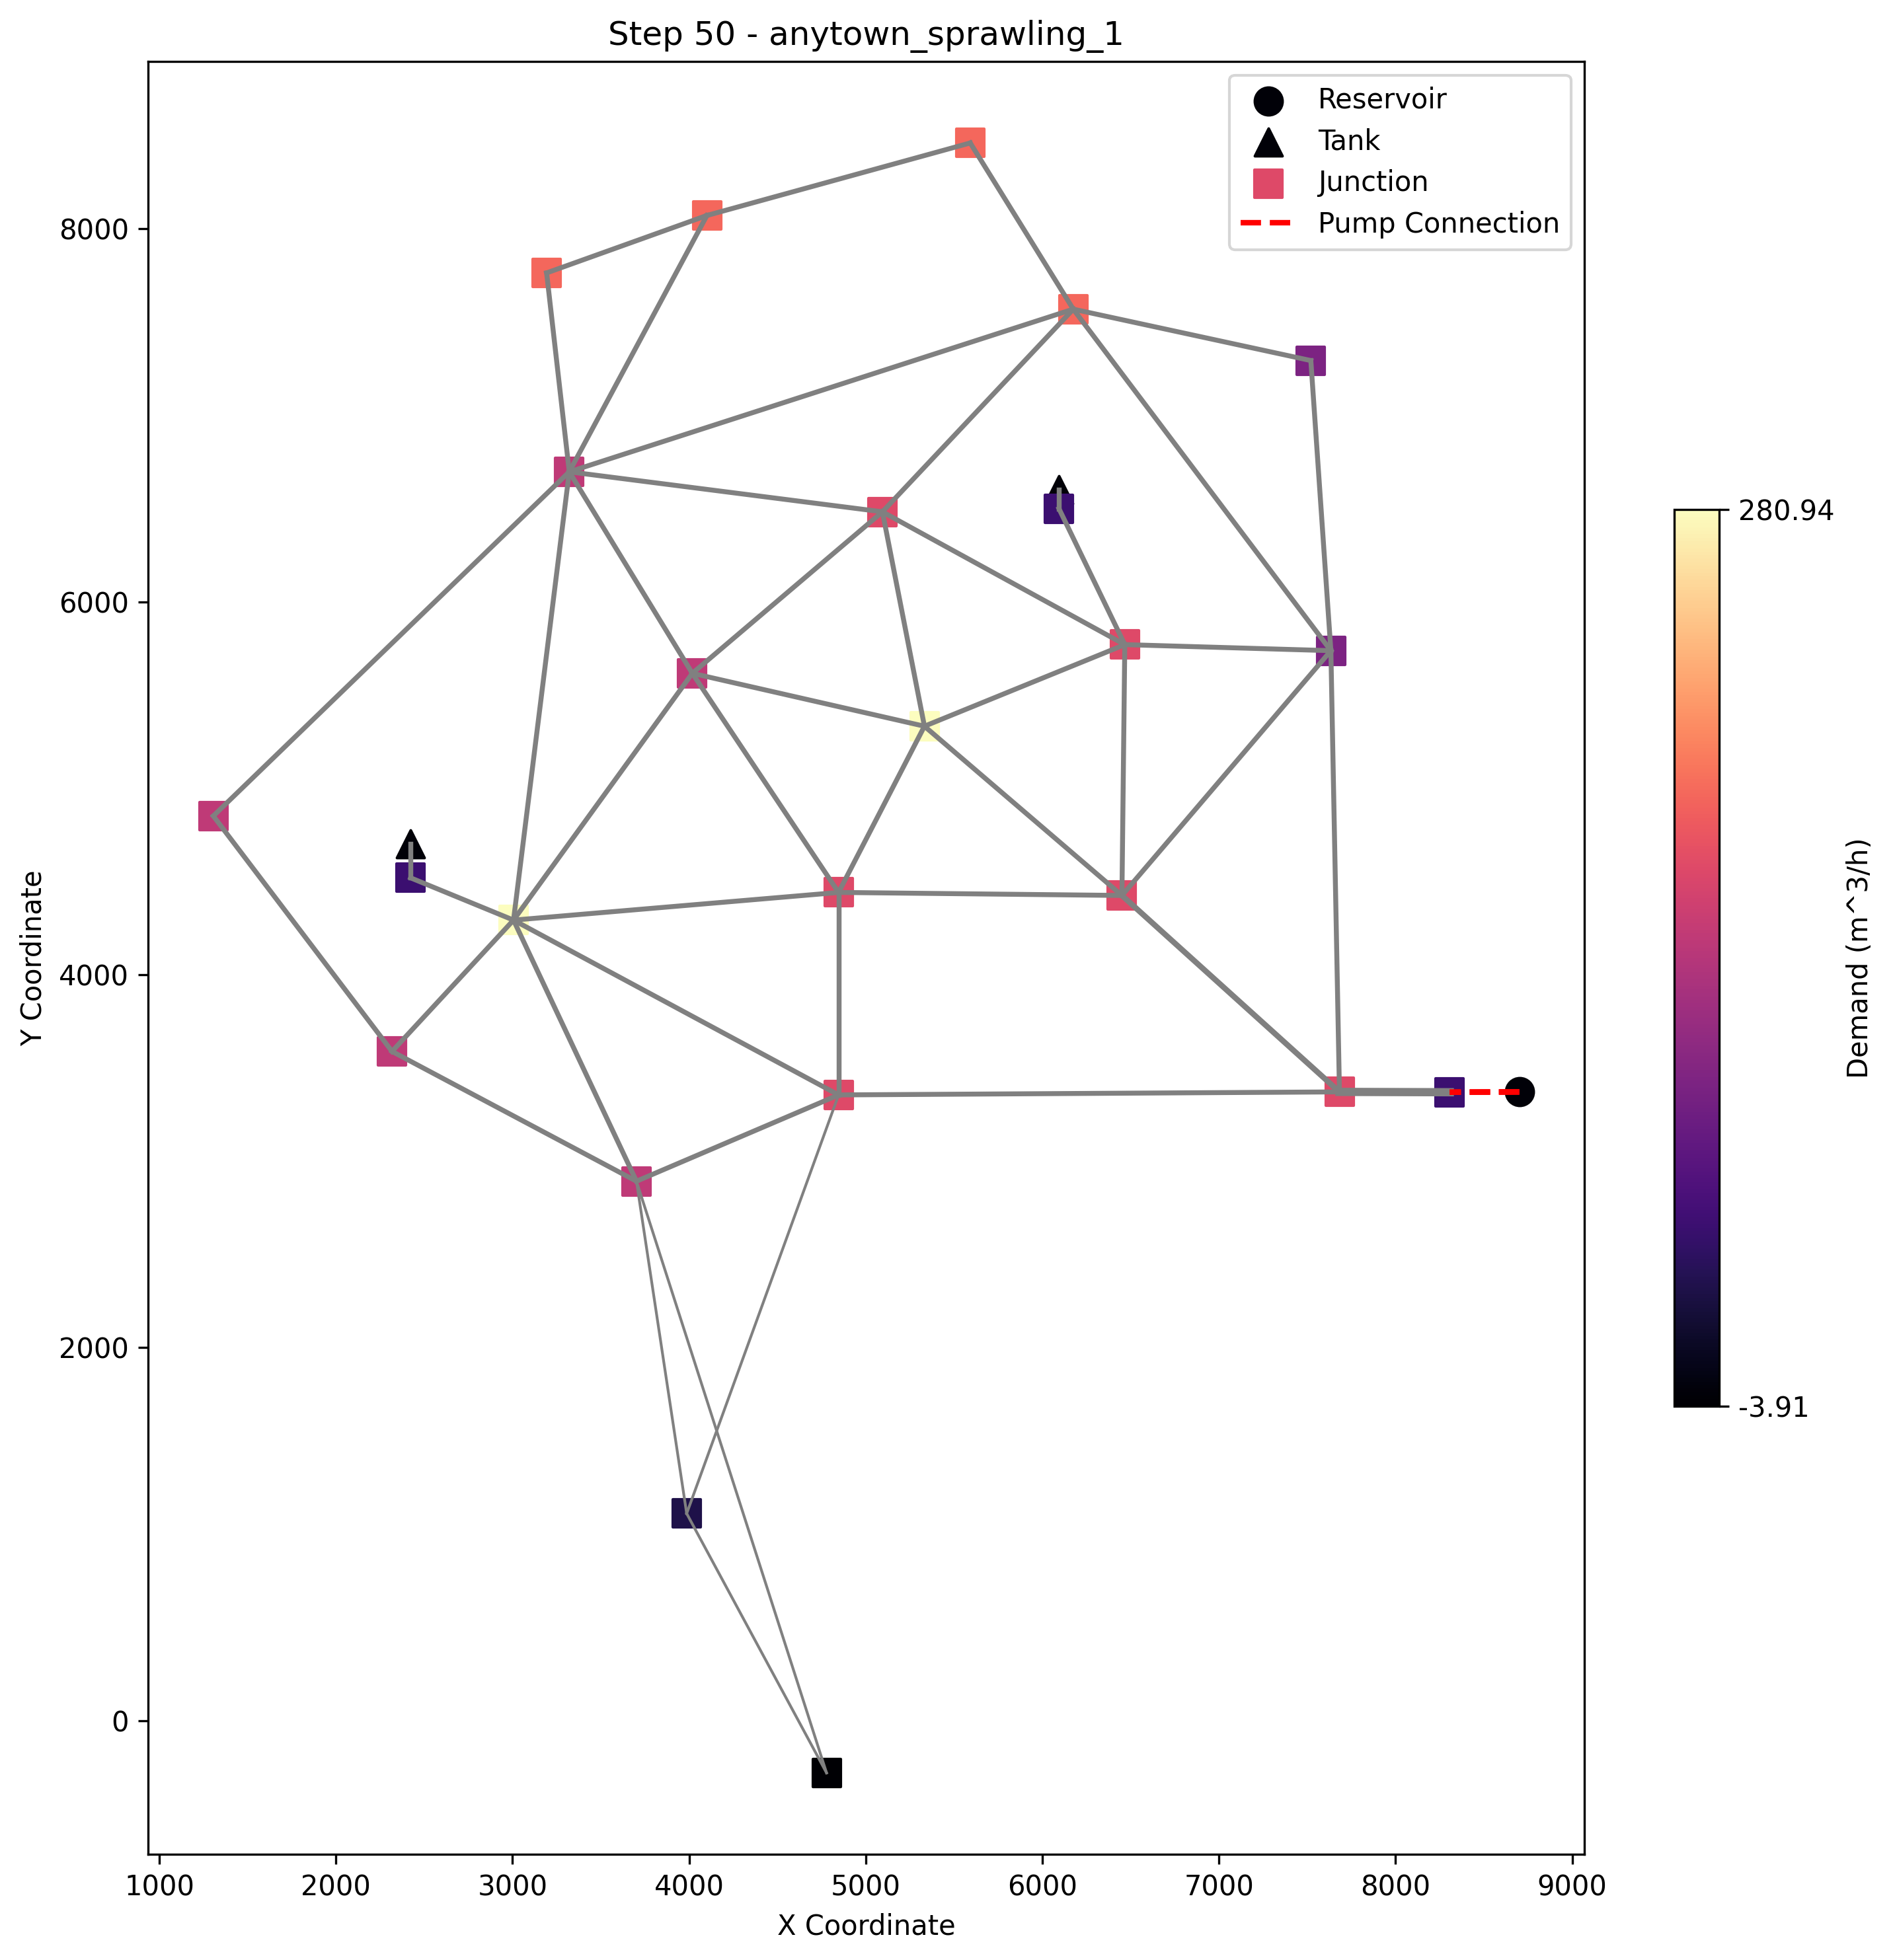 Step 50 - anytown_sprawling_1
Reservoir
Tank
Junction
Pump Connection
8000
6000
4000
2000
0
Y Coordinate
1000
2000
3000
4000
5000
6000
7000
8000
9000
X Coordinate
280.94
-3.91
Demand (m^3/h)